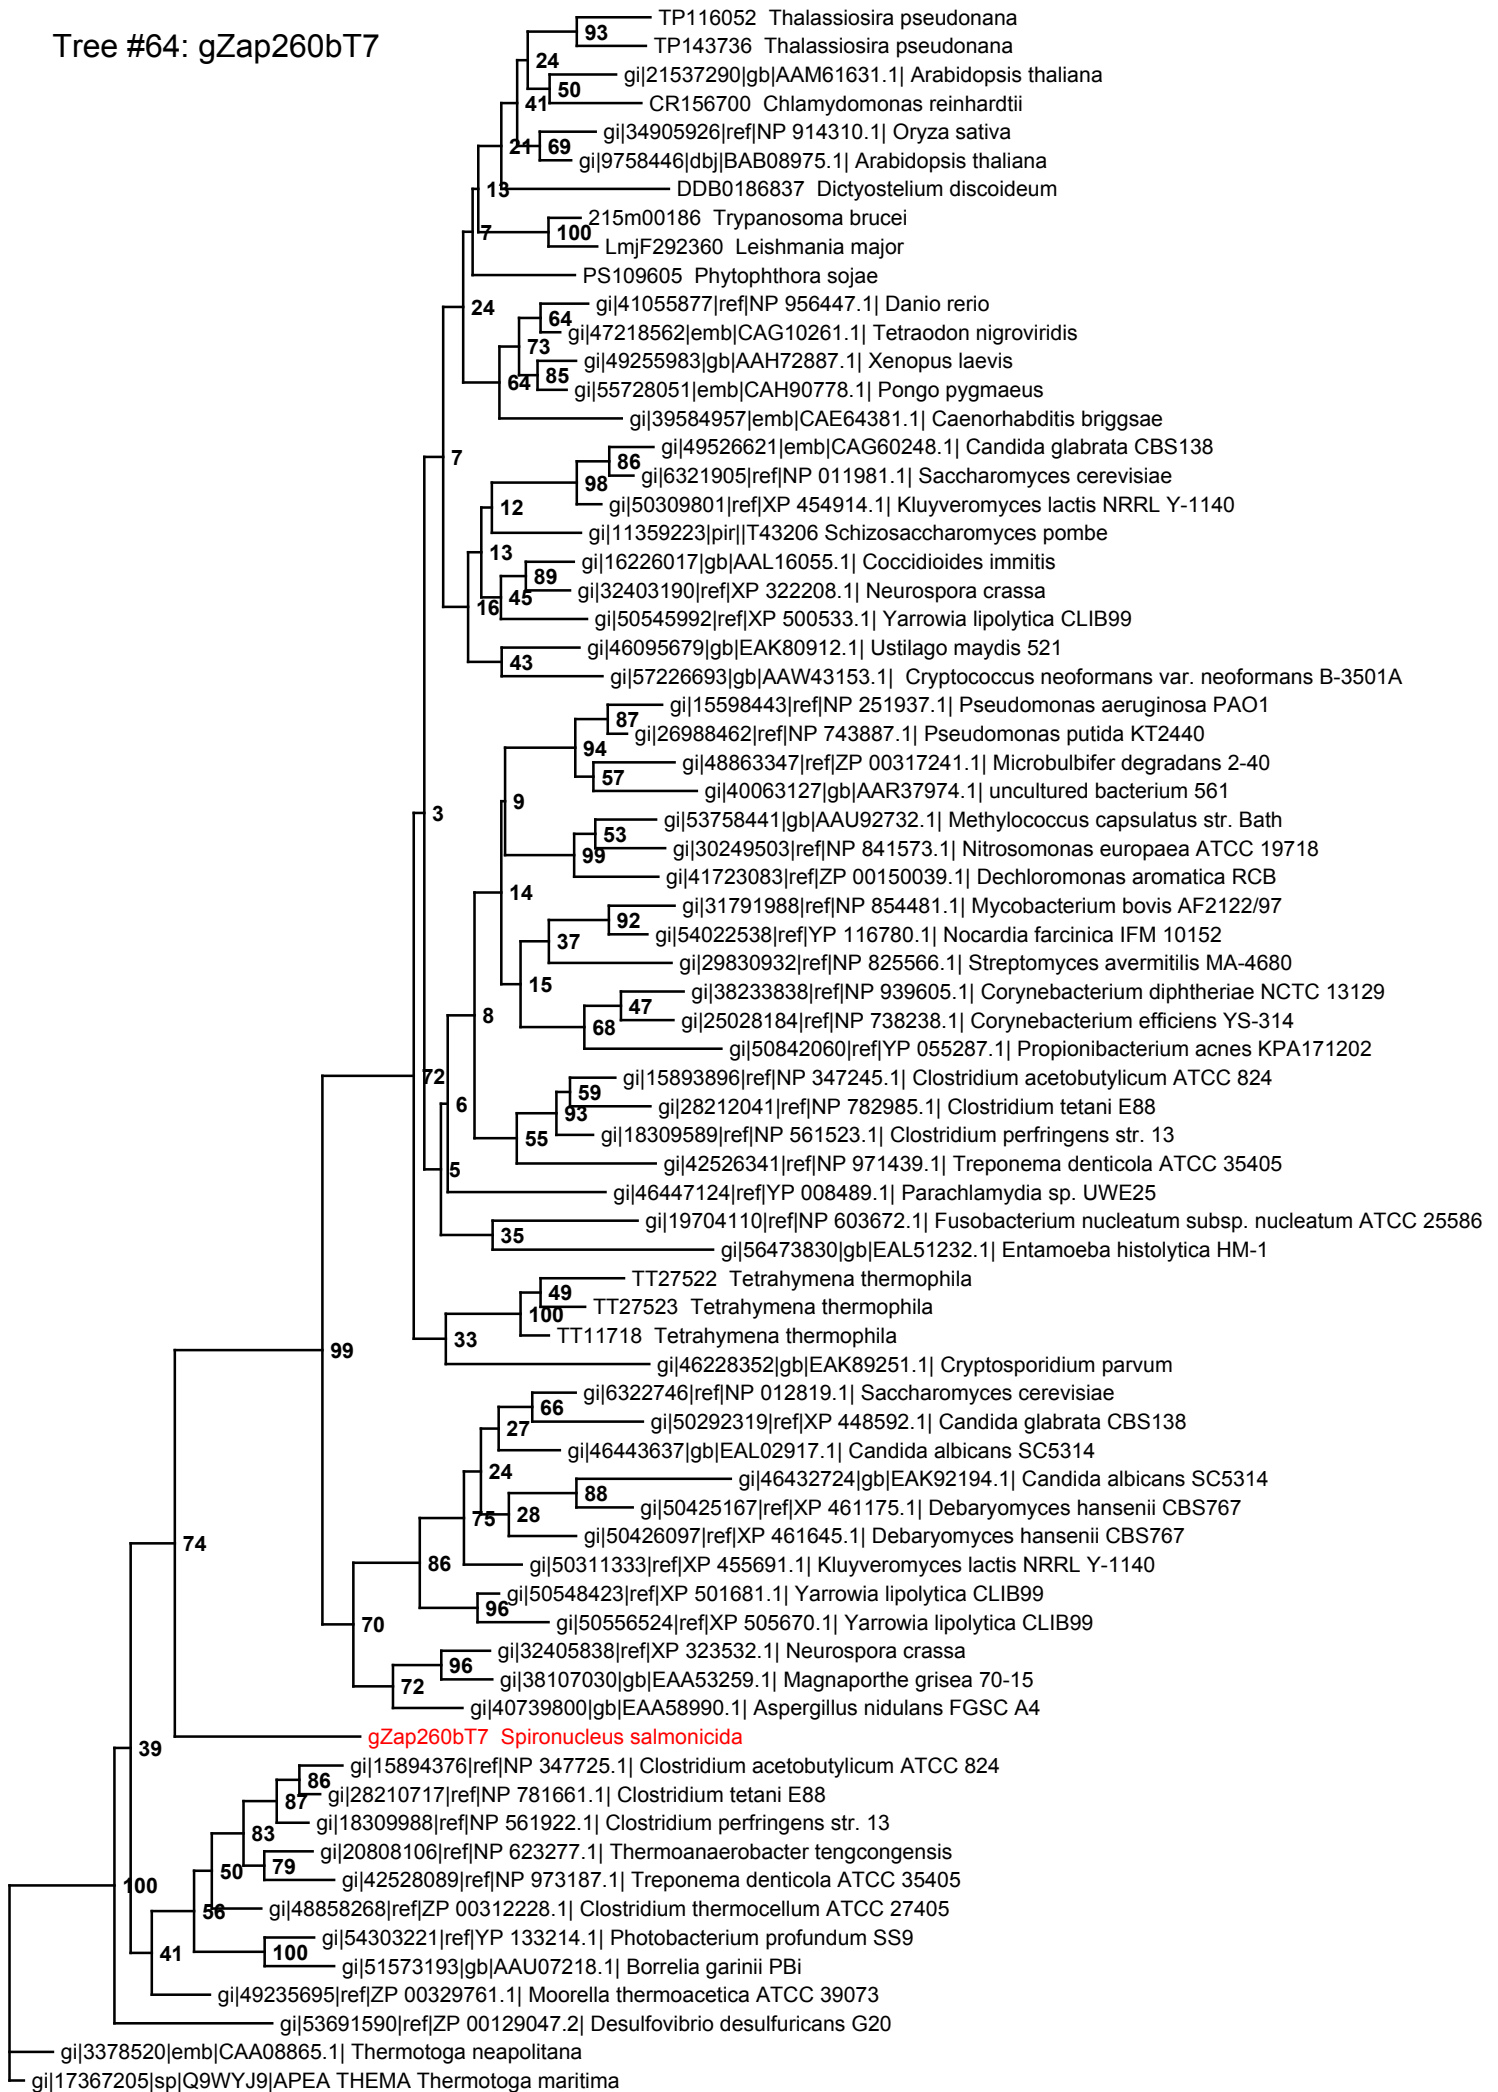 TP116052 Thalassiosira pseudonana
93
Tree #64: gZap260bT7
TP143736 Thalassiosira pseudonana
24
gi|21537290|gb|AAM61631.1| Arabidopsis thaliana
50
41
CR156700 Chlamydomonas reinhardtii
gi|34905926|ref|NP 914310.1| Oryza sativa
21
69
gi|9758446|dbj|BAB08975.1| Arabidopsis thaliana
13
DDB0186837 Dictyostelium discoideum
215m00186 Trypanosoma brucei
7
100
LmjF292360 Leishmania major
PS109605 Phytophthora sojae
24
gi|41055877|ref|NP 956447.1| Danio rerio
64
gi|47218562|emb|CAG10261.1| Tetraodon nigroviridis
73
gi|49255983|gb|AAH72887.1| Xenopus laevis
64
85
gi|55728051|emb|CAH90778.1| Pongo pygmaeus
gi|39584957|emb|CAE64381.1| Caenorhabditis briggsae
7
gi|49526621|emb|CAG60248.1| Candida glabrata CBS138
86
gi|6321905|ref|NP 011981.1| Saccharomyces cerevisiae
98
gi|50309801|ref|XP 454914.1| Kluyveromyces lactis NRRL Y-1140
12
gi|11359223|pir||T43206 Schizosaccharomyces pombe
13
gi|16226017|gb|AAL16055.1| Coccidioides immitis
89
gi|32403190|ref|XP 322208.1| Neurospora crassa
16
45
gi|50545992|ref|XP 500533.1| Yarrowia lipolytica CLIB99
gi|46095679|gb|EAK80912.1| Ustilago maydis 521
43
gi|57226693|gb|AAW43153.1| Cryptococcus neoformans var. neoformans B-3501A
gi|15598443|ref|NP 251937.1| Pseudomonas aeruginosa PAO1
87
gi|26988462|ref|NP 743887.1| Pseudomonas putida KT2440
94
gi|48863347|ref|ZP 00317241.1| Microbulbifer degradans 2-40
57
gi|40063127|gb|AAR37974.1| uncultured bacterium 561
9
3
gi|53758441|gb|AAU92732.1| Methylococcus capsulatus str. Bath
53
gi|30249503|ref|NP 841573.1| Nitrosomonas europaea ATCC 19718
99
gi|41723083|ref|ZP 00150039.1| Dechloromonas aromatica RCB
14
gi|31791988|ref|NP 854481.1| Mycobacterium bovis AF2122/97
92
gi|54022538|ref|YP 116780.1| Nocardia farcinica IFM 10152
37
gi|29830932|ref|NP 825566.1| Streptomyces avermitilis MA-4680
15
gi|38233838|ref|NP 939605.1| Corynebacterium diphtheriae NCTC 13129
47
8
gi|25028184|ref|NP 738238.1| Corynebacterium efficiens YS-314
68
gi|50842060|ref|YP 055287.1| Propionibacterium acnes KPA171202
72
gi|15893896|ref|NP 347245.1| Clostridium acetobutylicum ATCC 824
59
6
gi|28212041|ref|NP 782985.1| Clostridium tetani E88
93
gi|18309589|ref|NP 561523.1| Clostridium perfringens str. 13
55
gi|42526341|ref|NP 971439.1| Treponema denticola ATCC 35405
5
gi|46447124|ref|YP 008489.1| Parachlamydia sp. UWE25
gi|19704110|ref|NP 603672.1| Fusobacterium nucleatum subsp. nucleatum ATCC 25586
35
gi|56473830|gb|EAL51232.1| Entamoeba histolytica HM-1
TT27522 Tetrahymena thermophila
49
TT27523 Tetrahymena thermophila
100
TT11718 Tetrahymena thermophila
33
99
gi|46228352|gb|EAK89251.1| Cryptosporidium parvum
gi|6322746|ref|NP 012819.1| Saccharomyces cerevisiae
66
gi|50292319|ref|XP 448592.1| Candida glabrata CBS138
27
gi|46443637|gb|EAL02917.1| Candida albicans SC5314
24
gi|46432724|gb|EAK92194.1| Candida albicans SC5314
88
gi|50425167|ref|XP 461175.1| Debaryomyces hansenii CBS767
75
28
gi|50426097|ref|XP 461645.1| Debaryomyces hansenii CBS767
74
86
gi|50311333|ref|XP 455691.1| Kluyveromyces lactis NRRL Y-1140
gi|50548423|ref|XP 501681.1| Yarrowia lipolytica CLIB99
96
gi|50556524|ref|XP 505670.1| Yarrowia lipolytica CLIB99
70
gi|32405838|ref|XP 323532.1| Neurospora crassa
96
gi|38107030|gb|EAA53259.1| Magnaporthe grisea 70-15
72
gi|40739800|gb|EAA58990.1| Aspergillus nidulans FGSC A4
gZap260bT7 Spironucleus salmonicida
39
gi|15894376|ref|NP 347725.1| Clostridium acetobutylicum ATCC 824
86
gi|28210717|ref|NP 781661.1| Clostridium tetani E88
87
gi|18309988|ref|NP 561922.1| Clostridium perfringens str. 13
83
gi|20808106|ref|NP 623277.1| Thermoanaerobacter tengcongensis
50
79
gi|42528089|ref|NP 973187.1| Treponema denticola ATCC 35405
100
gi|48858268|ref|ZP 00312228.1| Clostridium thermocellum ATCC 27405
56
gi|54303221|ref|YP 133214.1| Photobacterium profundum SS9
41
100
gi|51573193|gb|AAU07218.1| Borrelia garinii PBi
gi|49235695|ref|ZP 00329761.1| Moorella thermoacetica ATCC 39073
gi|53691590|ref|ZP 00129047.2| Desulfovibrio desulfuricans G20
gi|3378520|emb|CAA08865.1| Thermotoga neapolitana
gi|17367205|sp|Q9WYJ9|APEA THEMA Thermotoga maritima